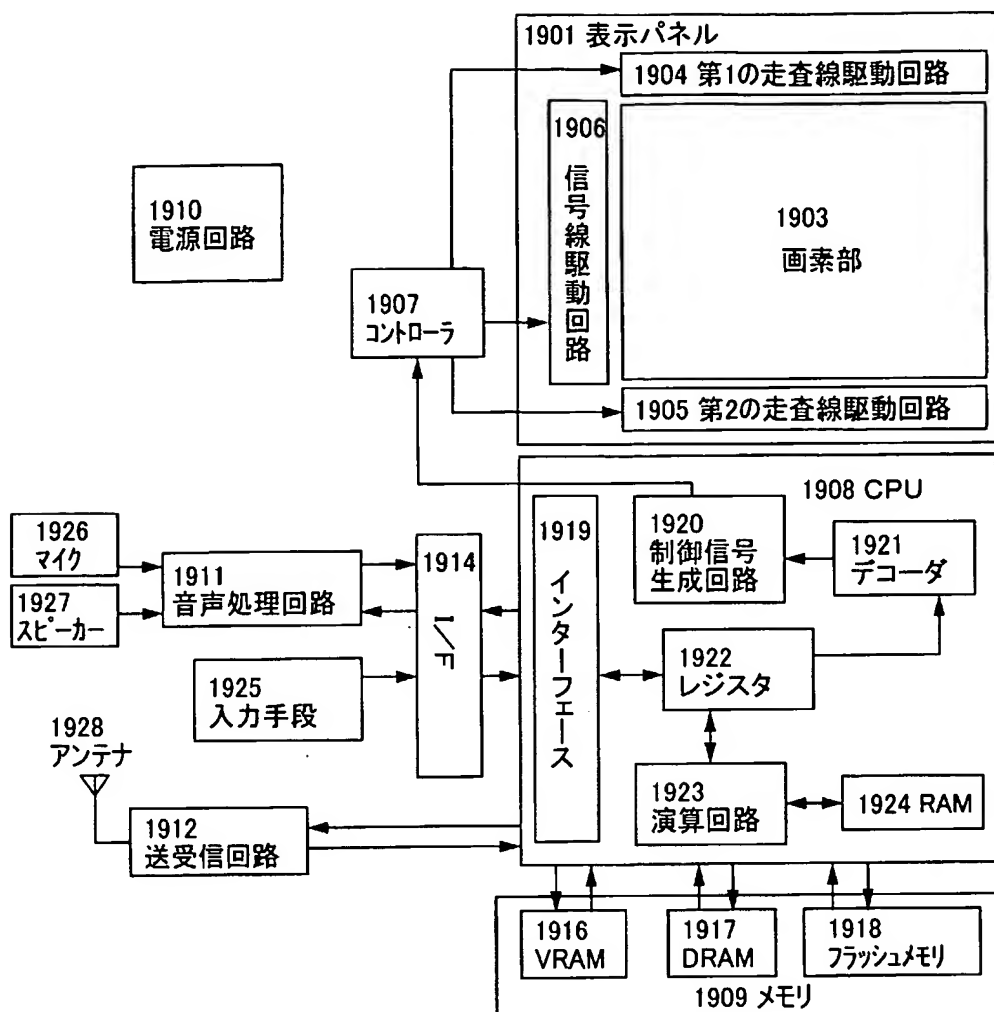 1901 表示パネル
1904 第1の走査線駆動回路
1906
信号線駆動回路
1903
画素部
1910
電源回路
1907
コントローラ
1905 第2の走査線駆動回路
1908 CPU
1926
マイク
1927
スピーカー
1911
音声処理回路
1914
I/F
1919
インターフェース
1920
制御信号
生成回路
1921
デコーダ
1925
入力手段
1922
レジスタ
1928
アンテナ
1912
送受信回路
1923
演算回路
1924 RAM
1916
VRAM
1917
DRAM
1918
フラッシュメモリ
1909 メモリ